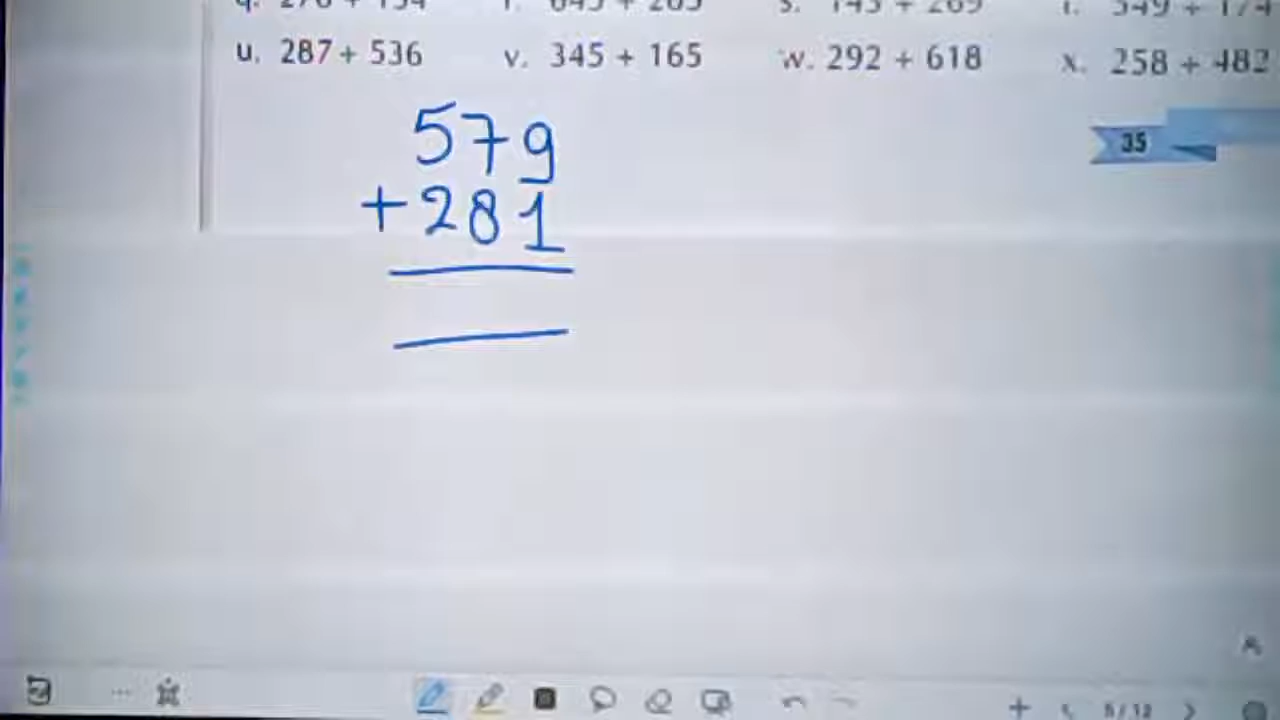 u. 287 + 536 v. 345 + 165 w. 292 + 618 x. 258 + 482
579
+ 281
35